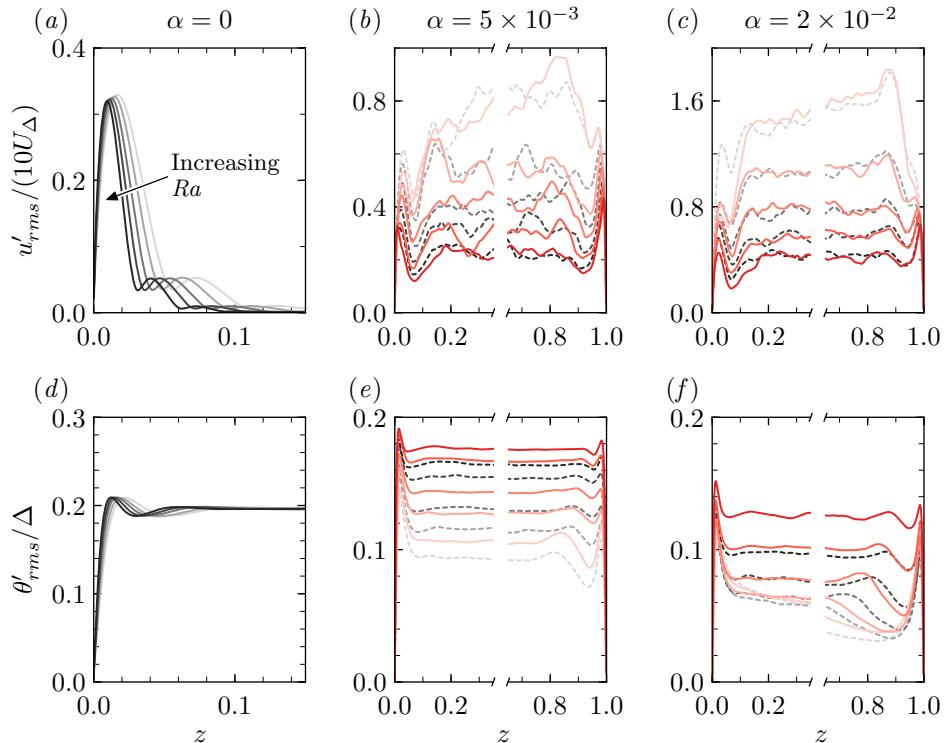 (a) α = 0
(b) α = 5 × 10⁻³
(c) α = 2 × 10⁻²
0.4
0.2
0.0
u′rms/(10U_Δ)
Increasing
Ra
0.0 0.1
0.8
0.4
0.0
0.0 0.2 0.8 1.0
1.6
0.8
0.0
0.0 0.2 0.8 1.0
(d)
(e)
(f)
0.3
0.2
0.1
0.0
θ′rms/Δ
0.0 0.1
z
0.2
0.1
0.0
0.0 0.2 0.8 1.0
z
0.2
0.1
0.0
0.0 0.2 0.8 1.0
z